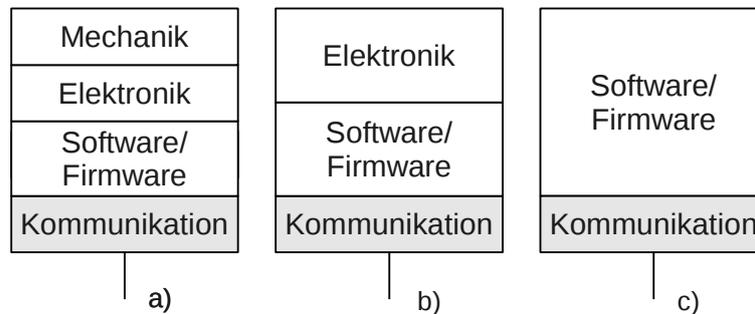 Mechanik
Elektronik
Software/
Firmware
Kommunikation
a)
Elektronik
Software/
Firmware
Kommunikation
b)
Software/
Firmware
Kommunikation
c)